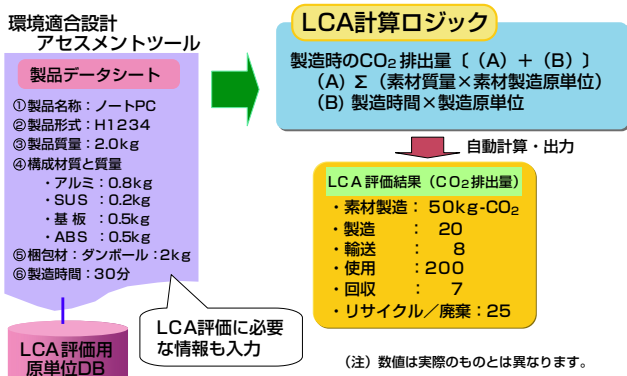 環境適合設計
アセスメントツール
製品データシート
①製品名称：ノートPC
②製品形式：H1234
③製品質量：2.0kg
④構成材質と質量
・アルミ：0.8kg
・SUS ：0.2kg
・基 板 ：0.5kg
・ABS ：0.5kg
⑤梱包材：ダンボール：2kg
⑥製造時間：30分
LCA評価用
原単位DB
LCA評価に必要
な情報も入力
LCA計算ロジック
製造時のCO₂排出量〔（A）＋（B）〕
（A）Σ（素材質量×素材製造原単位）
（B）製造時間×製造原単位
自動計算・出力
LCA評価結果（CO₂排出量）
・素材製造：50kg-CO₂
・製造 ： 20
・輸送 ： 8
・使用 ：200
・回収 ： 7
・リサイクル／廃棄：25
（注）数値は実際のものとは異なります。